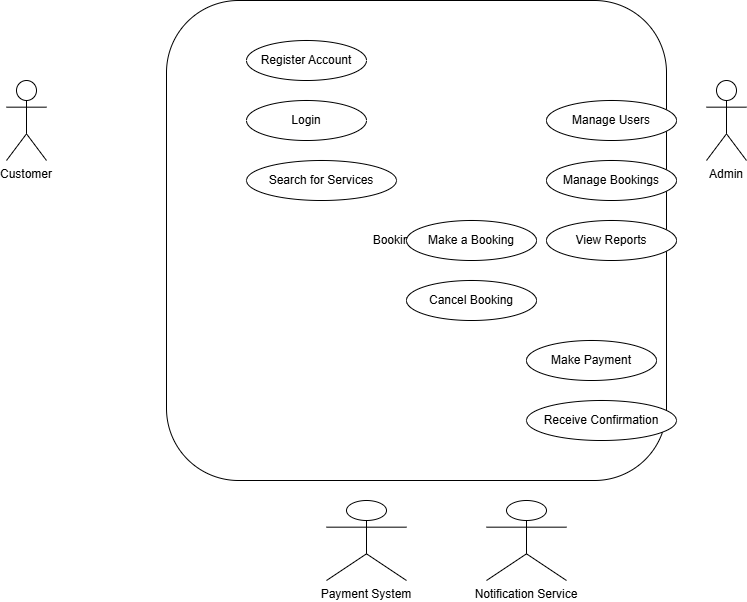 Register Account
Login
Manage Users
Customer
Search for Services
Manage Bookings
Admin
Make a Booking
View Reports
Cancel Booking
Make Payment
Receive Confirmation
Payment System
Notification Service